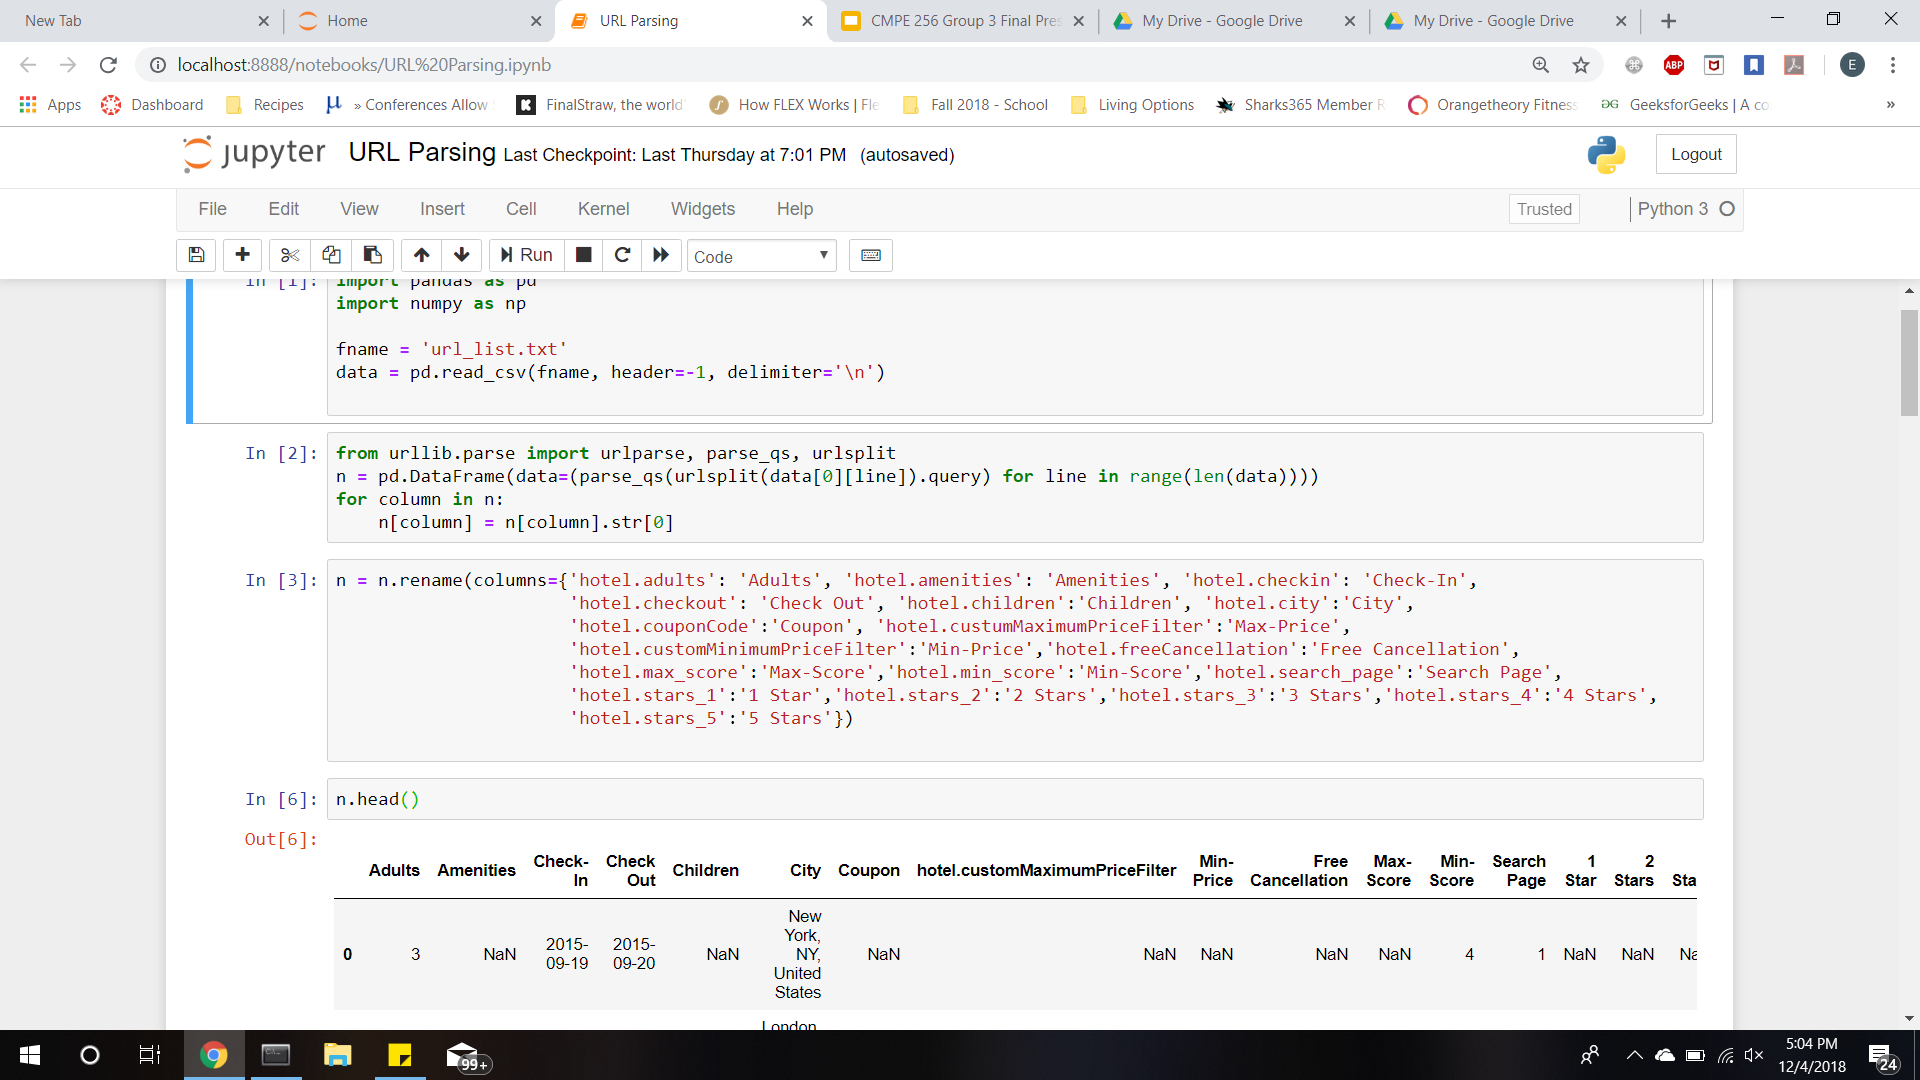 New Tab
Home
URL Parsing
CMPE 256 Group 3 Final Pres
My Drive - Google Drive
My Drive - Google Drive
localhost:8888/notebooks/URL%20Parsing.ipynb
ABP
E
Apps
Dashboard
Recipes
» Conferences Allow
FinalStraw, the world
How FLEX Works | Fle
Fall 2018 - School
Living Options
Sharks365 Member R
Orangetheory Fitness
GeeksforGeeks | A co
»
jupyter URL Parsing Last Checkpoint: Last Thursday at 7:01 PM (autosaved)
Logout
File Edit View Insert Cell Kernel Widgets Help
Trusted
Python 3
Run
Code
In [1]: import pandas as pd
import numpy as np
fname = 'url_list.txt'
data = pd.read_csv(fname, header=-1, delimiter='\n')
In [2]: from urllib.parse import urlparse, parse_qs, urlsplit
n = pd.DataFrame(data=(parse_qs(urlsplit(data[0][line]).query) for line in range(len(data))))
for column in n:
    n[column] = n[column].str[0]
In [3]: n = n.rename(columns={'hotel.adults': 'Adults', 'hotel.amenities': 'Amenities', 'hotel.checkin': 'Check-In',
'hotel.checkout': 'Check Out', 'hotel.children':'Children', 'hotel.city':'City',
'hotel.couponCode':'Coupon', 'hotel.custumMaximumPriceFilter':'Max-Price',
'hotel.customMinimumPriceFilter':'Min-Price','hotel.freeCancellation':'Free Cancellation',
'hotel.max_score':'Max-Score','hotel.min_score':'Min-Score','hotel.search_page':'Search Page',
'hotel.stars_1':'1 Star','hotel.stars_2':'2 Stars','hotel.stars_3':'3 Stars','hotel.stars_4':'4 Stars',
'hotel.stars_5':'5 Stars'})
In [6]: n.head()
Out[6]:
Adults Amenities Check-In Check Out Children City Coupon hotel.customMaximumPriceFilter Min-Price Free Cancellation Max-Score Min-Score Search Page 1 Star 2 Stars Sta
0 3 NaN 2015-09-19 2015-09-20 NaN New York, NY, United States NaN NaN NaN NaN NaN 4 1 NaN NaN Na
London
99+
5:04 PM
12/4/2018
24